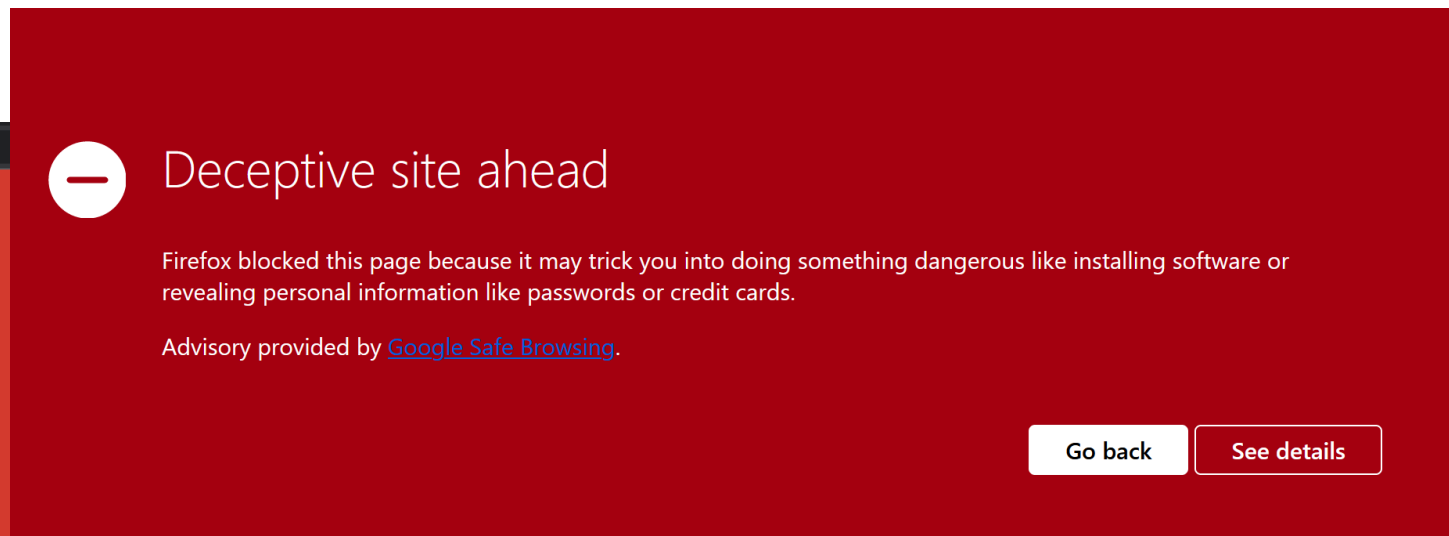 Deceptive site ahead
Firefox blocked this page because it may trick you into doing something dangerous like installing software or
revealing personal information like passwords or credit cards.
Advisory provided by Google Safe Browsing.
Go back
See details